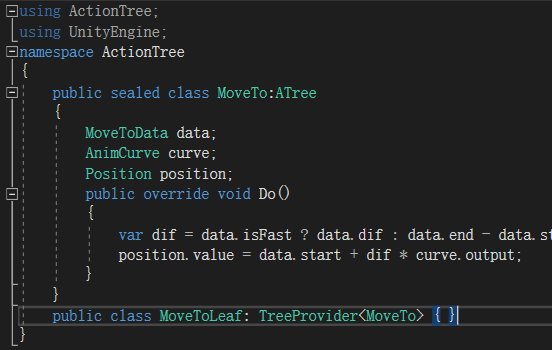 using ActionTree;
using UnityEngine;
namespace ActionTree
{
public sealed class MoveTo:ATree
{
MoveToData data;
AnimCurve curve;
Position position;
public override void Do()
{
var dif = data.isFast ? data.dif : data.end - data.st
position.value = data.start + dif * curve.output;
}
}
public class MoveToLeaf: TreeProvider<MoveTo> { }
}